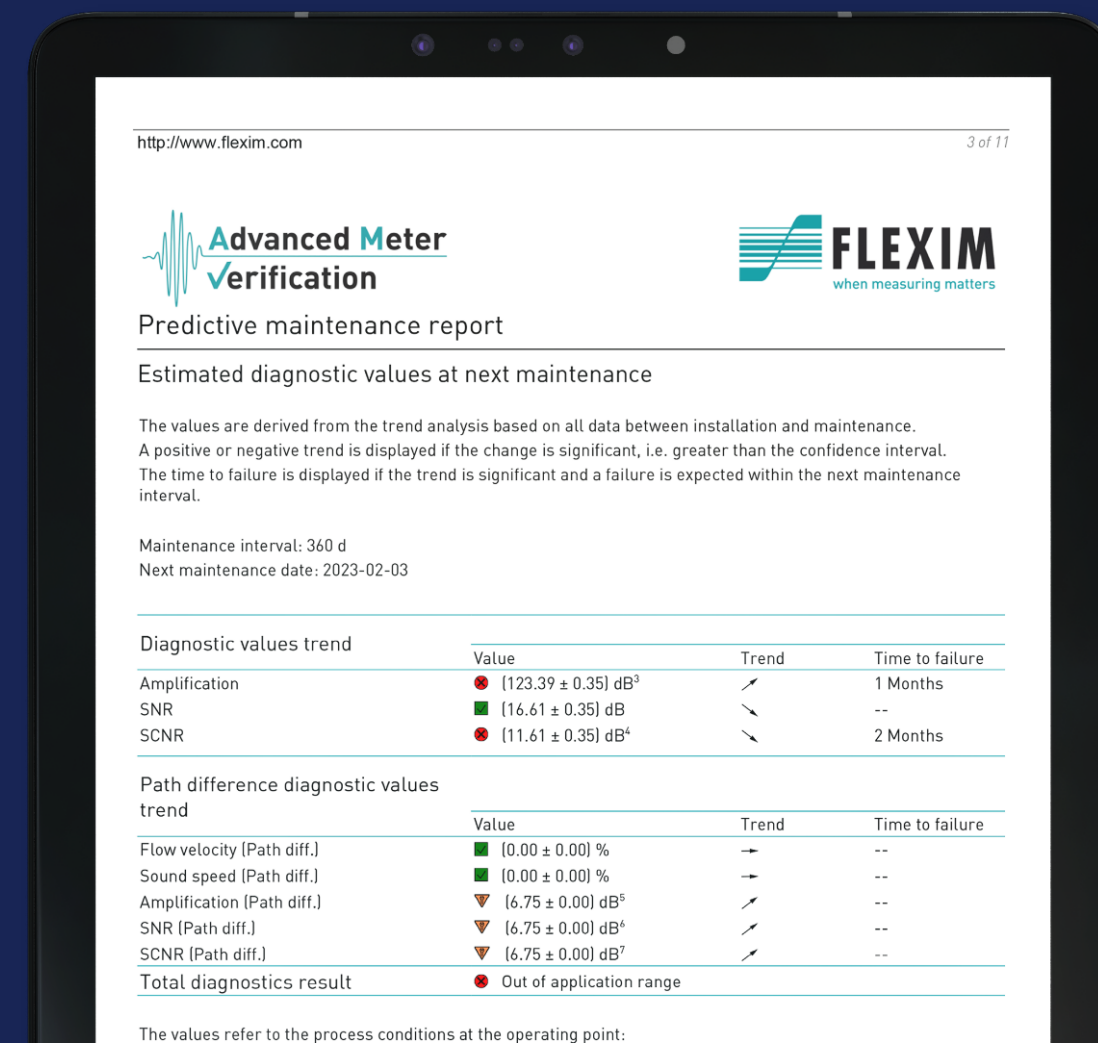 http://www.flexim.com 3 of 11
Advanced Meter
Verification
FLEXIM
when measuring matters
Predictive maintenance report
Estimated diagnostic values at next maintenance
The values are derived from the trend analysis based on all data between installation and maintenance.
A positive or negative trend is displayed if the change is significant, i.e. greater than the confidence interval.
The time to failure is displayed if the trend is significant and a failure is expected within the next maintenance
interval.
Maintenance interval: 360 d
Next maintenance date: 2023-02-03
Diagnostic values trend
Value Trend Time to failure
Amplification (123.39 ± 0.35) dB³ 1 Months
SNR (16.61 ± 0.35) dB --
SCNR (11.61 ± 0.35) dB⁴ 2 Months
Path difference diagnostic values
trend
Value Trend Time to failure
Flow velocity (Path diff.) (0.00 ± 0.00) % --
Sound speed (Path diff.) (0.00 ± 0.00) % --
Amplification (Path diff.) (6.75 ± 0.00) dB⁵ --
SNR (Path diff.) (6.75 ± 0.00) dB⁶ --
SCNR (Path diff.) (6.75 ± 0.00) dB⁷ --
Total diagnostics result Out of application range
The values refer to the process conditions at the operating point: